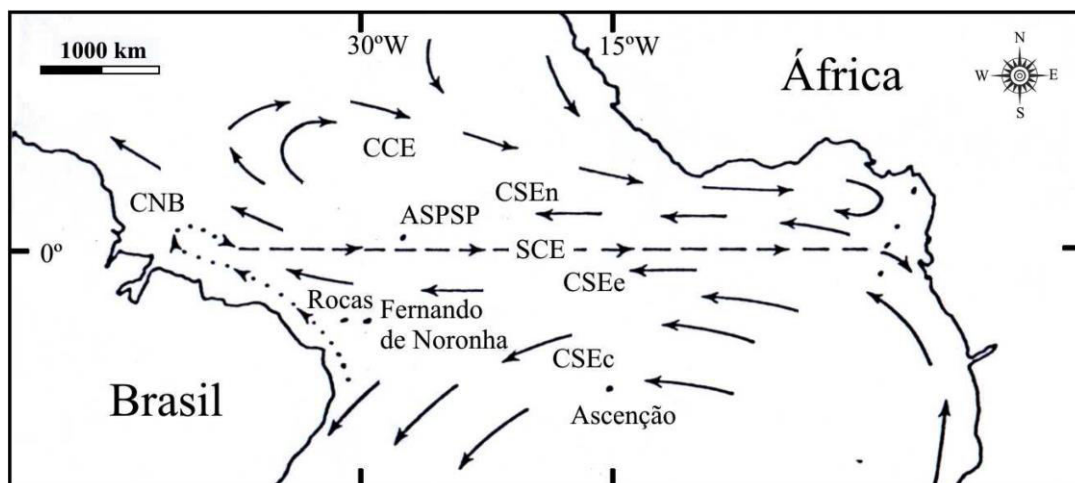 1000 km
30ºW
15ºW
África
N
W
E
S
CCE
CNB
CSEn
ASPSP
0º
SCE
CSEe
Rocas
Fernando
de Noronha
CSEc
Brasil
Ascenção